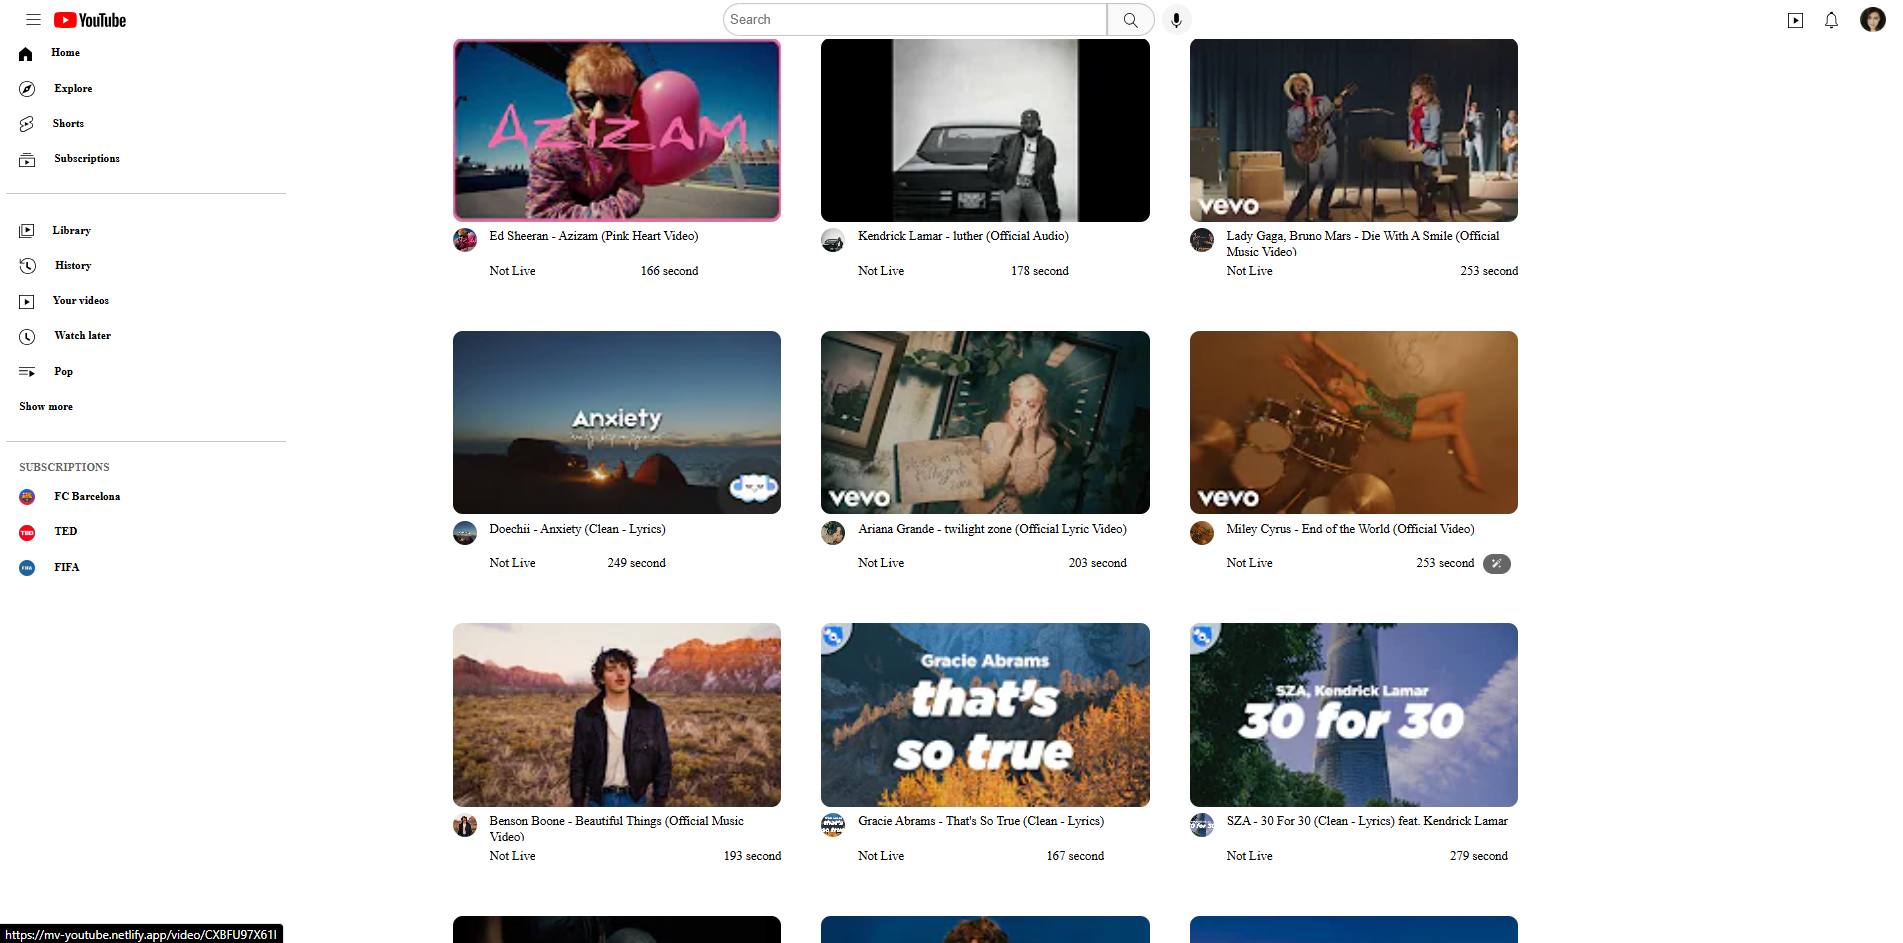 YouTube
Search
Home
Explore
Shorts
Subscriptions
Library
History
Your videos
Watch later
Pop
Show more
SUBSCRIPTIONS
FC Barcelona
TED
TED
FIFA
FIFA
AZIZAM
Ed Sheeran - Azizam (Pink Heart Video)
Not Live
166 second
Kendrick Lamar - luther (Official Audio)
Not Live
178 second
vevo
Lady Gaga, Bruno Mars - Die With A Smile (Official
Music Video)
Not Live
253 second
Anxiety
Doechii - Anxiety (Clean - Lyrics)
Not Live
249 second
vevo
Ariana Grande - twilight zone (Official Lyric Video)
Not Live
203 second
vevo
Miley Cyrus - End of the World (Official Video)
Not Live
253 second
Benson Boone - Beautiful Things (Official Music
Video)
Not Live
193 second
Gracie Abrams
that's
so true
Gracie Abrams - That's So True (Clean - Lyrics)
Not Live
167 second
SZA, Kendrick Lamar
30 for 30
SZA - 30 For 30 (Clean - Lyrics) feat. Kendrick Lamar
Not Live
279 second
https://mv-youtube.netlify.app/video/CXBFU97X61I